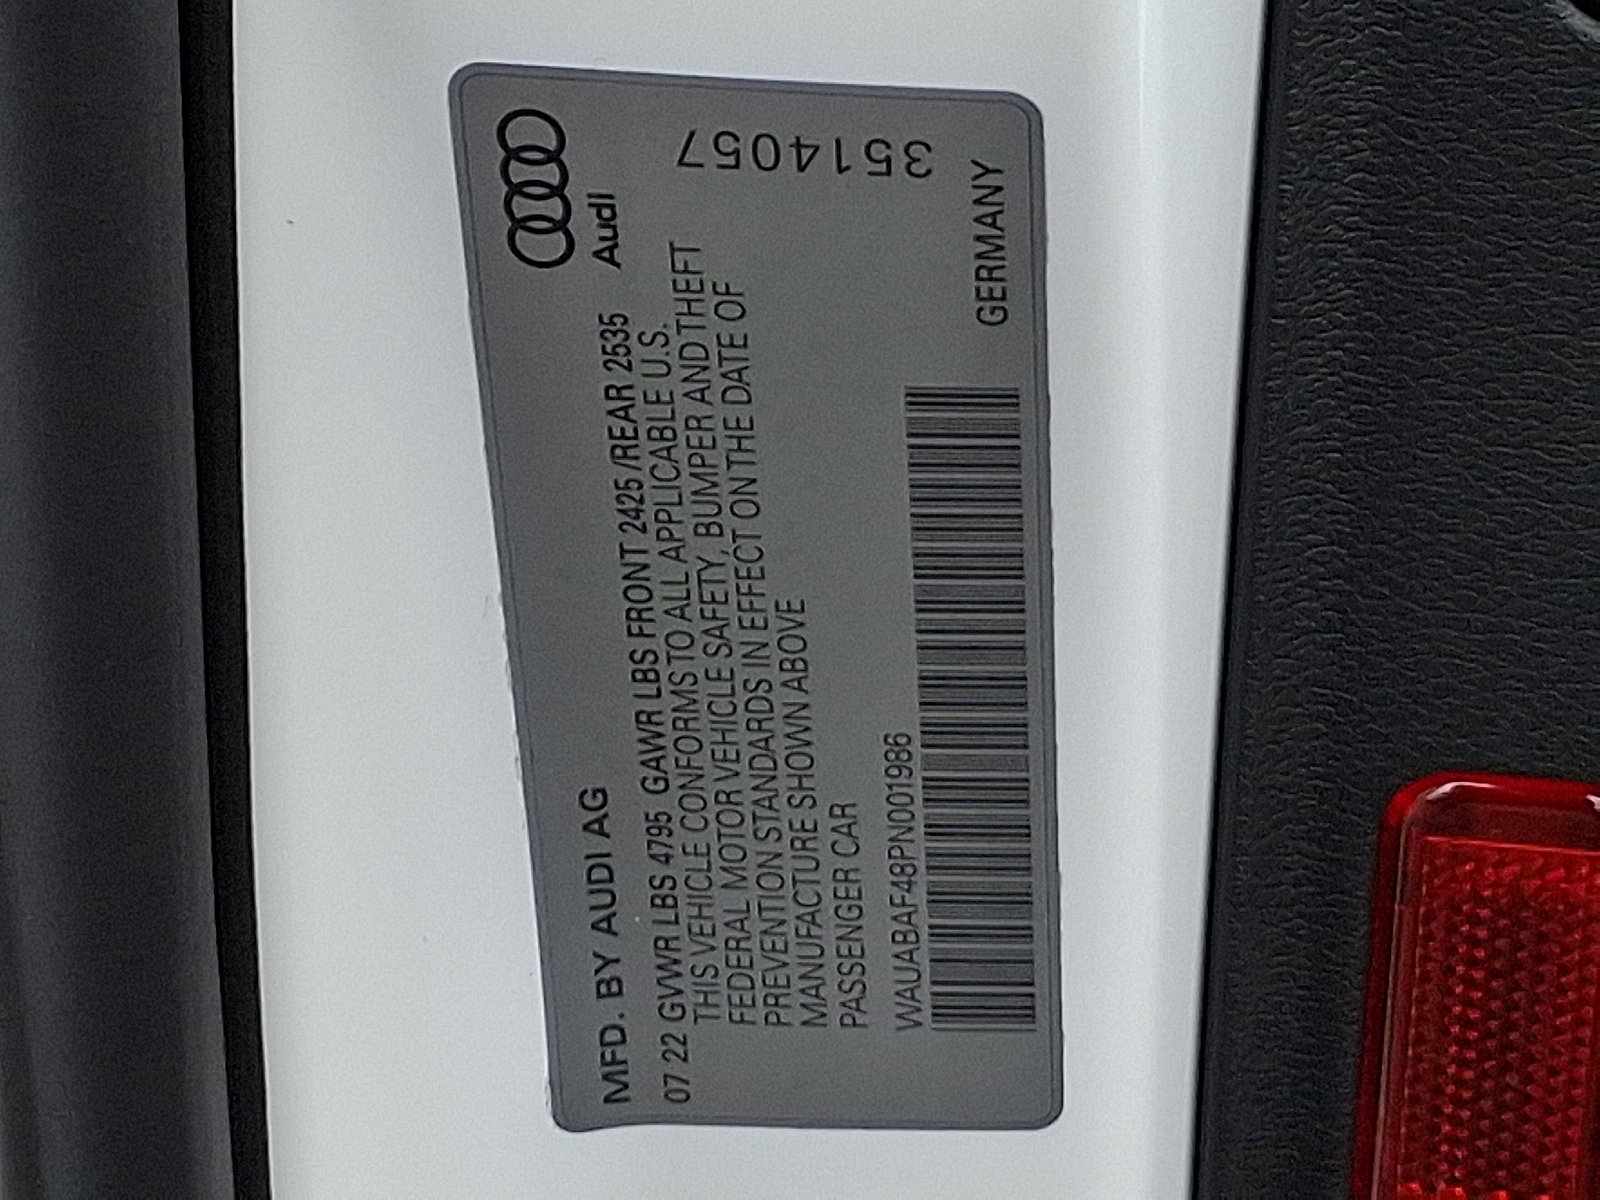 Audi
MFD. BY AUDI AG
07 22 GVWR LBS 4795 GAWR LBS FRONT 2425/REAR 2535
THIS VEHICLE CONFORMS TO ALL APPLICABLE U.S.
FEDERAL MOTOR VEHICLE SAFETY, BUMPER AND THEFT
PREVENTION STANDARDS IN EFFECT ON THE DATE OF
MANUFACTURE SHOWN ABOVE
PASSENGER CAR
WAUABAF48PN001986
GERMANY
3514057